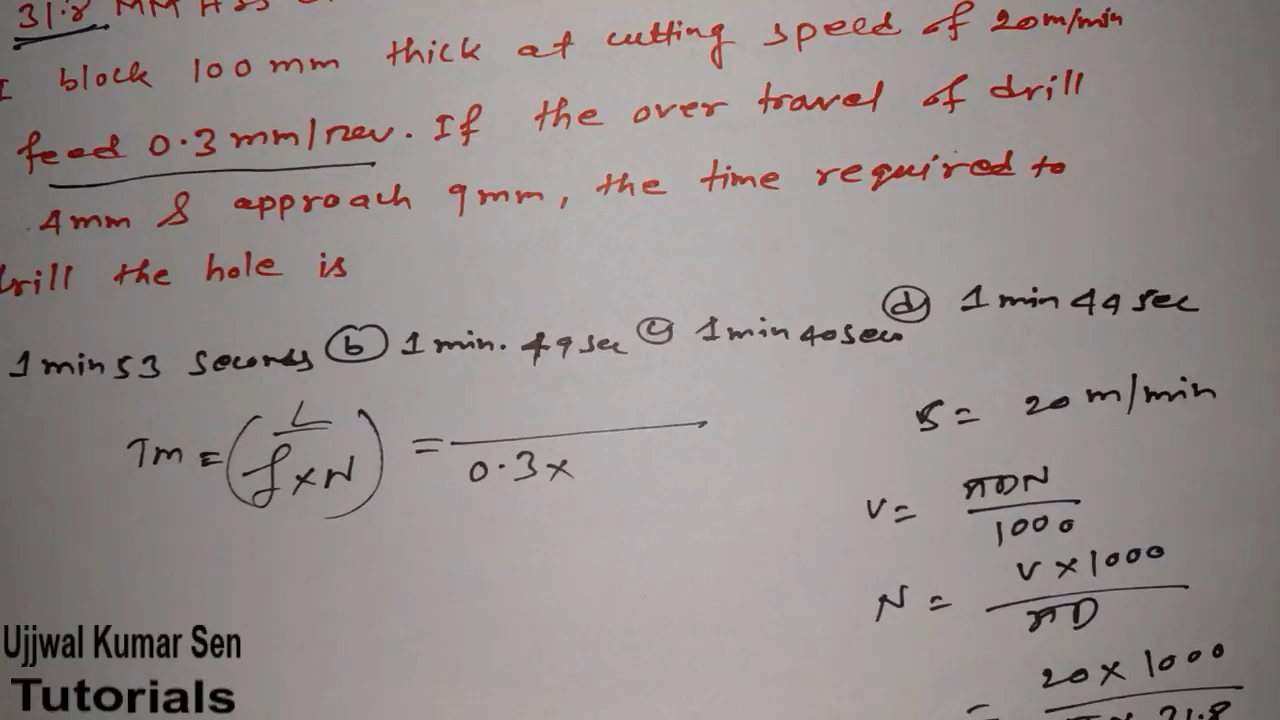 31.8 MM HSS
I block 100 mm thick at cutting speed of 20m/min
feed 0.3 mm/rev. If the over travel of drill
4mm & approach 9mm, the time required to
drill the hole is
1 min 53 seconds (b) 1 min. 49 sec (c) 1 min 40 sec (d) 1 min 44 sec
Tm = (L / f×N) = / 0.3×
S = 20 m/min
V = πDN / 1000
N = V×1000 / πD
= 20×1000 / π× 31.8
Ujjwal Kumar Sen
Tutorials